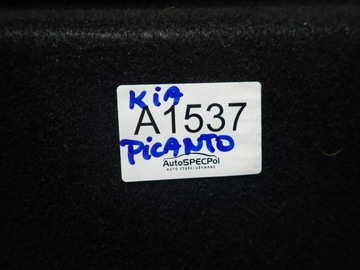 KiA
A1537
PiCANTO
AutoSPECPol
AUTO CZĘŚCI UŻYWANE